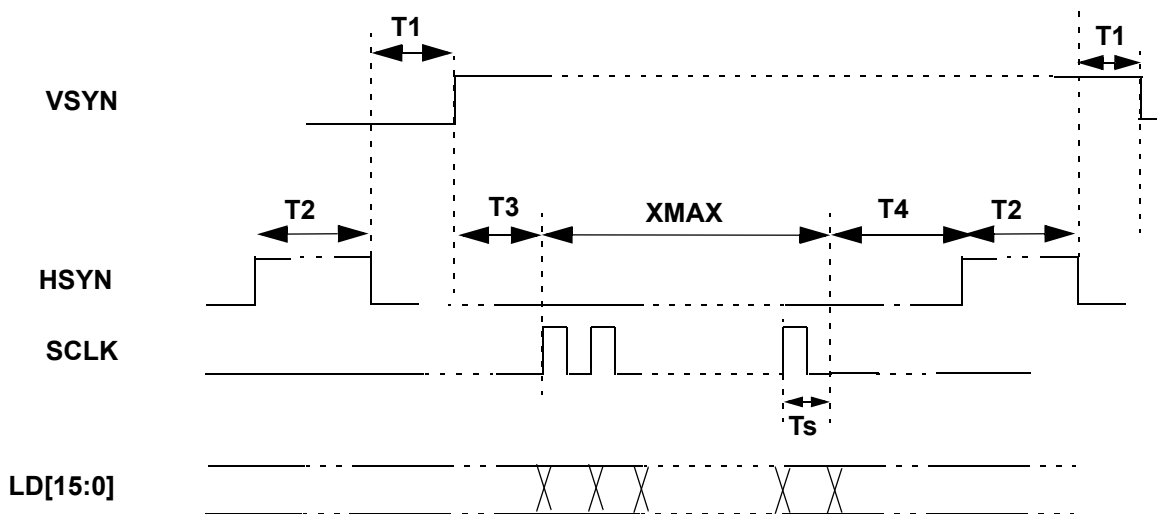 T1
T1
VSYN
T2
T3
XMAX
T4
T2
HSYN
SCLK
Ts
LD[15:0]